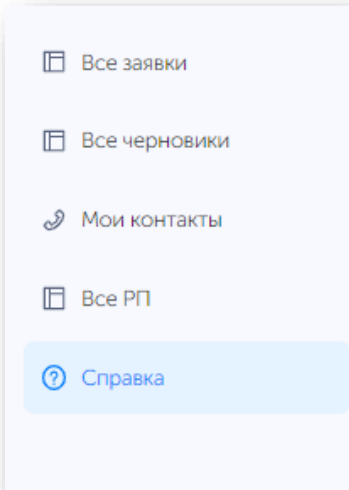 Все заявки
Все черновики
Мои контакты
Все РП
Справка